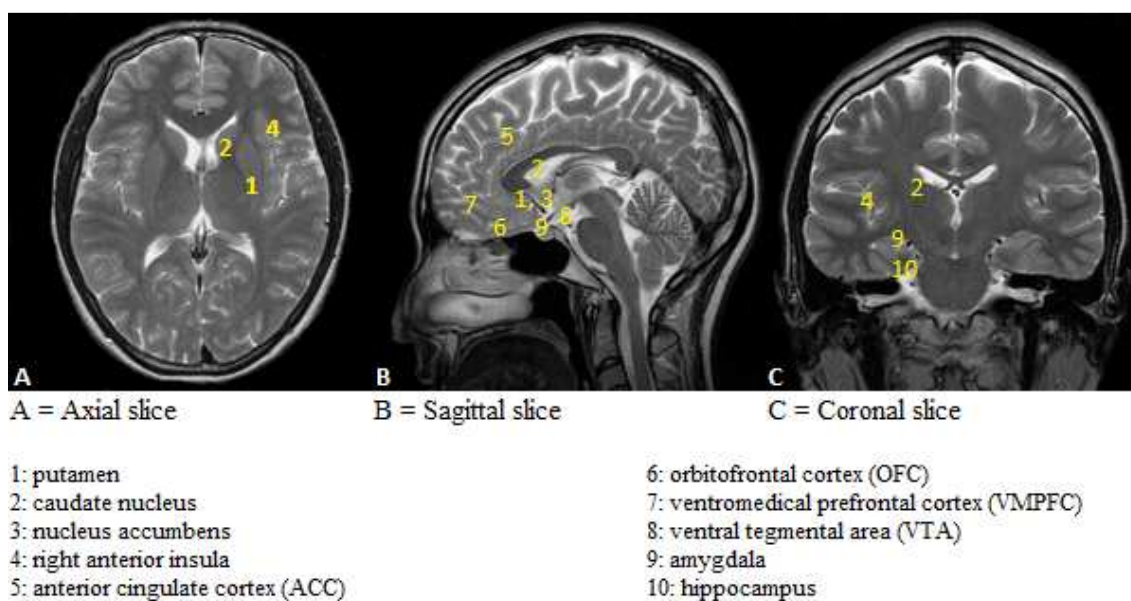 4
2
1
A
5
2
1, 3
7
8
6
9
B
2
4
9
10
C
A = Axial slice
B = Sagittal slice
C = Coronal slice
1: putamen
2: caudate nucleus
3: nucleus accumbens
4: right anterior insula
5: anterior cingulate cortex (ACC)
6: orbitofrontal cortex (OFC)
7: ventromedical prefrontal cortex (VMPFC)
8: ventral tegmental area (VTA)
9: amygdala
10: hippocampus